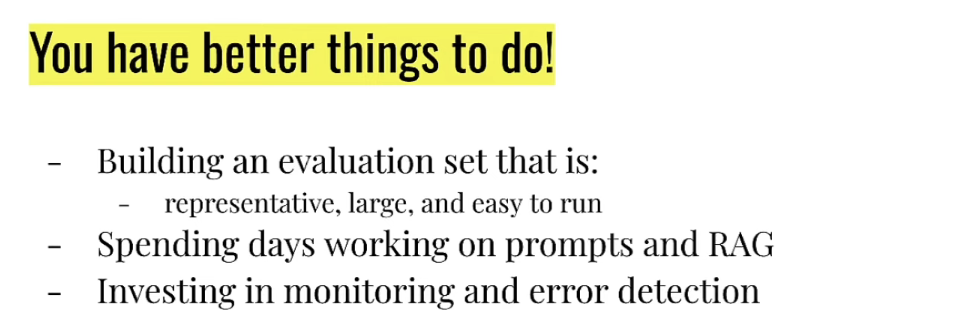 You have better things to do!
- Building an evaluation set that is:
- representative, large, and easy to run
- Spending days working on prompts and RAG
- Investing in monitoring and error detection